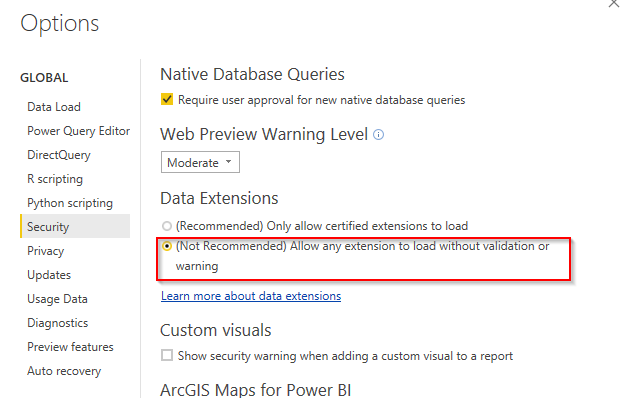 Options
GLOBAL
Data Load
Power Query Editor
DirectQuery
R scripting
Python scripting
Security
Privacy
Updates
Usage Data
Diagnostics
Preview features
Auto recovery
Native Database Queries
Require user approval for new native database queries
Web Preview Warning Level
Moderate
Data Extensions
(Recommended) Only allow certified extensions to load
(Not Recommended) Allow any extension to load without validation or
warning
Learn more about data extensions
Custom visuals
Show security warning when adding a custom visual to a report
ArcGIS Maps for Power BI